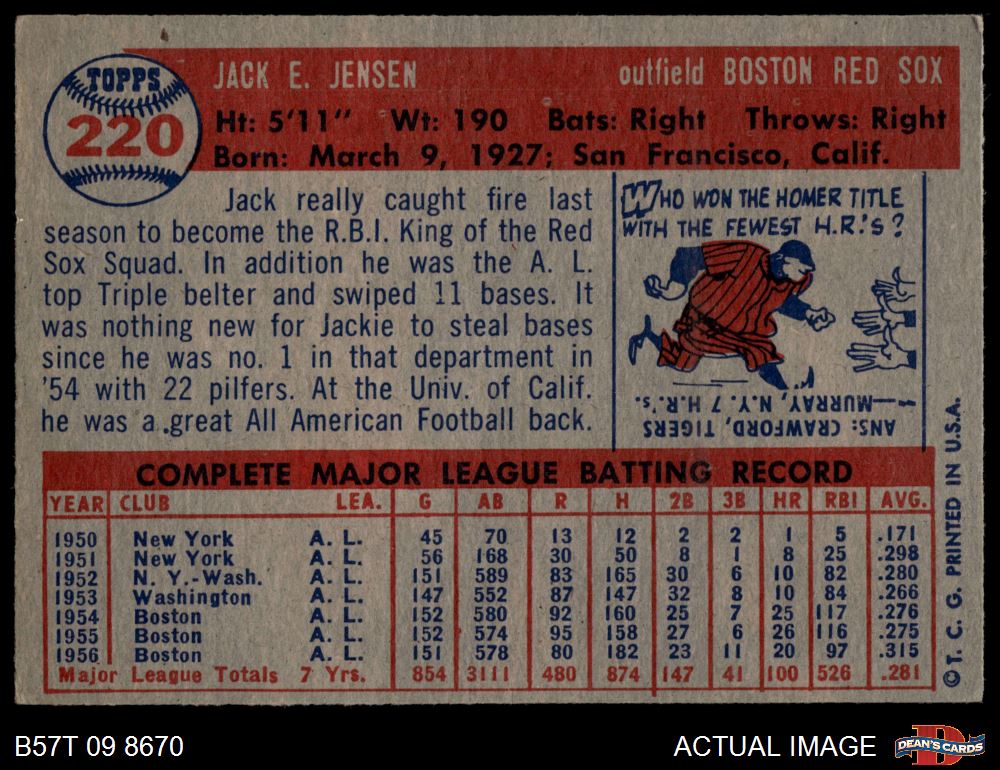 TOPPS
220
JACK E. JENSEN outfield BOSTON RED SOX
Ht: 5'11" Wt: 190 Bats: Right Throws: Right
Born: March 9, 1927; San Francisco, Calif.
Jack really caught fire last
season to become the R.B.I. King of the Red
Sox Squad. In addition he was the A. L.
top Triple belter and swiped 11 bases. It
was nothing new for Jackie to steal bases
since he was no. 1 in that department in
'54 with 22 pilfers. At the Univ. of Calif.
he was a great All American Football back.
WHO WON THE HOMER TITLE
WITH THE FEWEST H.R.'S?
ANS: CRAWFORD, TIGERS
—MURRAY, N.Y. 7 H.R.'s.
COMPLETE MAJOR LEAGUE BATTING RECORD
YEAR CLUB LEA. G AB R H 2B 3B HR RBI AVG.
1950 New York A. L. 45 70 13 12 2 2 1 5 .171
1951 New York A. L. 56 168 30 50 8 1 8 25 .298
1952 N. Y.-Wash. A. L. 151 589 83 165 30 6 10 82 .280
1953 Washington A. L. 147 552 87 147 32 8 10 84 .266
1954 Boston A. L. 152 580 92 160 25 7 25 117 .276
1955 Boston A. L. 152 574 95 158 27 6 26 116 .275
1956 Boston A. L. 151 578 80 182 23 11 20 97 .315
Major League Totals 7 Yrs. 854 3111 480 874 147 41 100 526 .281
©T. C. G. PRINTED IN U.S.A.
B57T 09 8670
ACTUAL IMAGE
DEAN'S CARDS